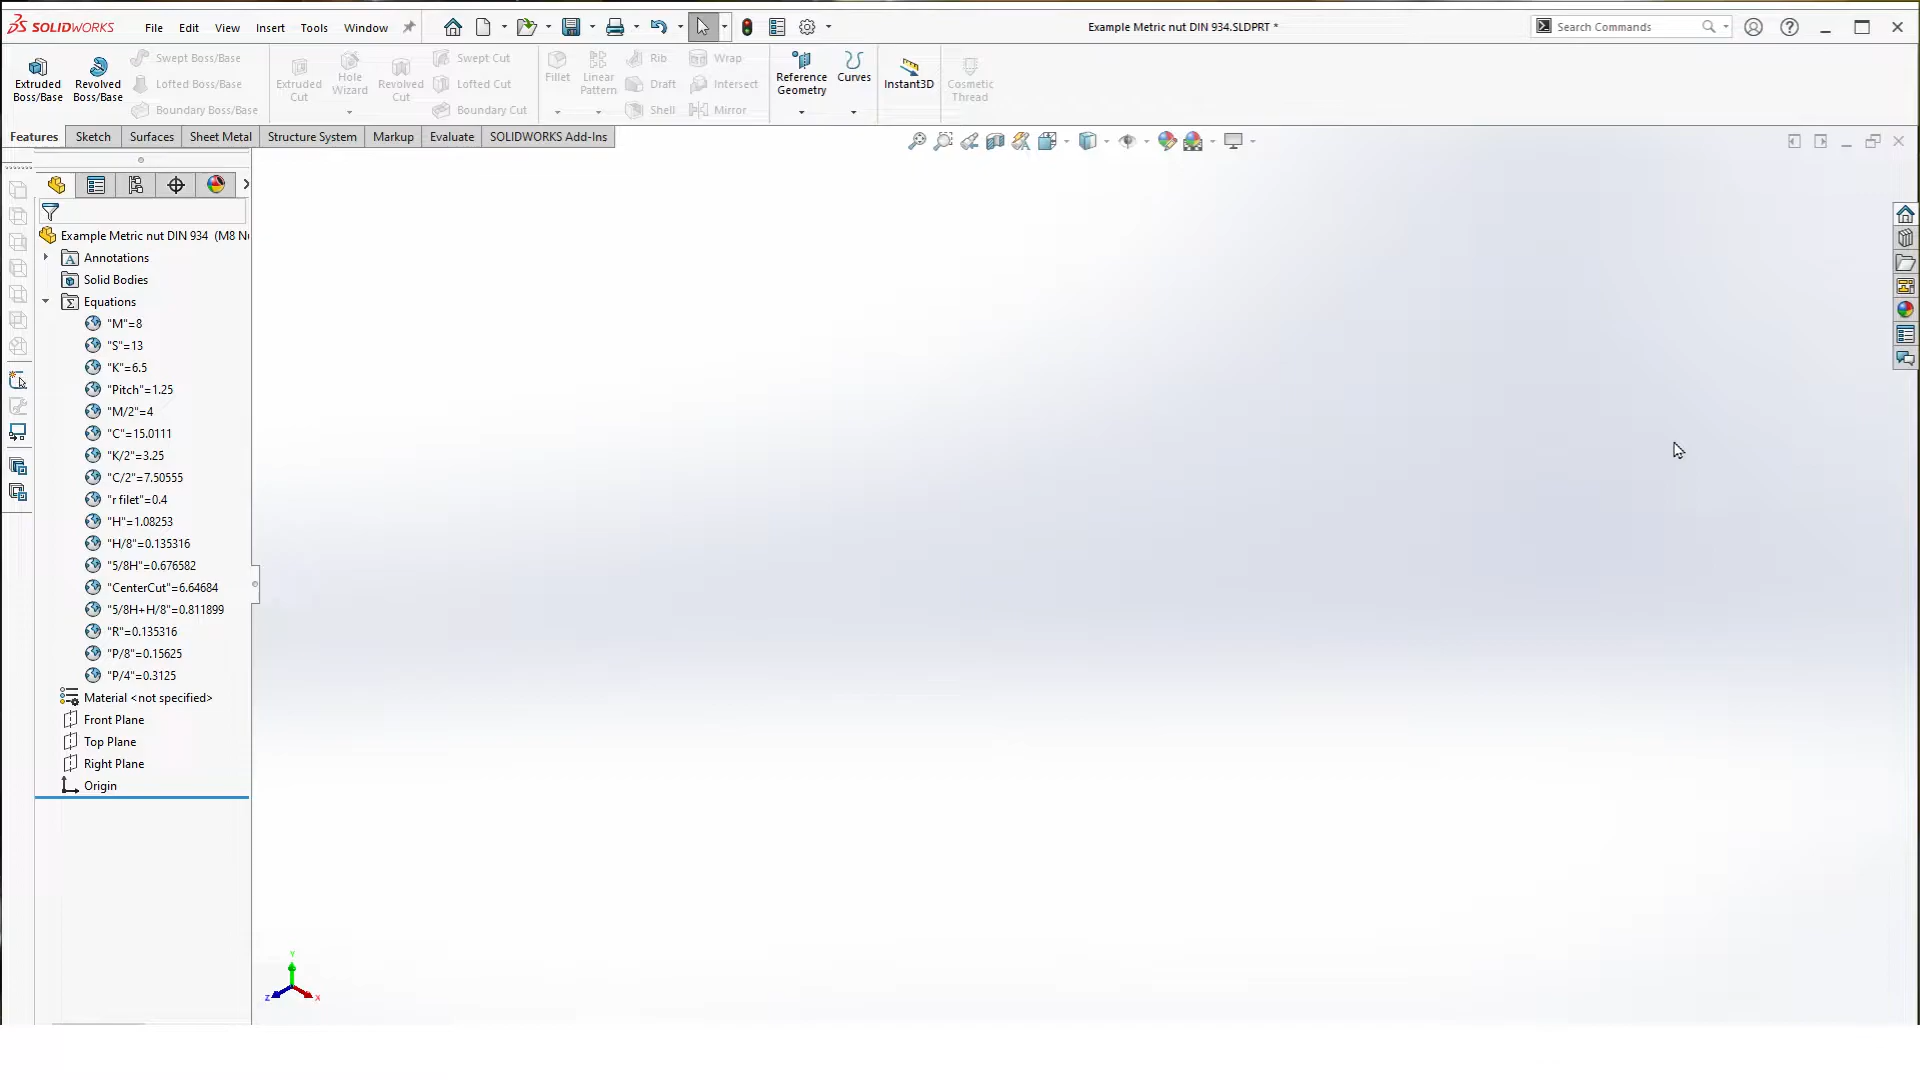 SOLIDWORKS File Edit View Insert Tools Window Example Metric nut DIN 934.SLDPRT * Search Commands
Extruded Boss/Base
Revolved Boss/Base
Swept Boss/Base
Lofted Boss/Base
Boundary Boss/Base
Extruded Cut
Hole Wizard
Revolved Cut
Swept Cut
Lofted Cut
Boundary Cut
Fillet
Linear Pattern
Rib
Draft
Shell
Wrap
Intersect
Mirror
Reference Geometry
Curves
Instant3D
Cosmetic Thread
Features Sketch Surfaces Sheet Metal Structure System Markup Evaluate SOLIDWORKS Add-Ins
Example Metric nut DIN 934 (M8 N
Annotations
Solid Bodies
Equations
"M"=8
"S"=13
"K"=6.5
"Pitch"=1.25
"M/2"=4
"C"=15.0111
"K/2"=3.25
"C/2"=7.50555
"r filet"=0.4
"H"=1.08253
"H/8"=0.135316
"5/8H"=0.676582
"CenterCut"=6.64684
"5/8H+H/8"=0.811899
"R"=0.135316
"P/8"=0.15625
"P/4"=0.3125
Material <not specified>
Front Plane
Top Plane
Right Plane
Origin
Y
Z X